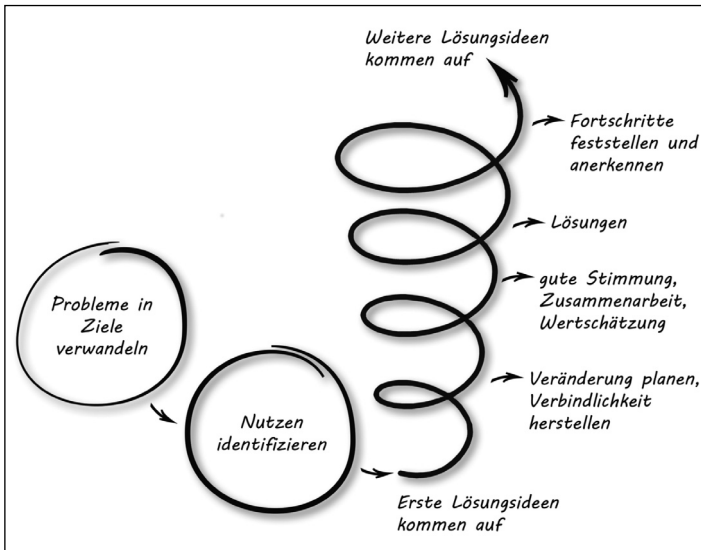 Weitere Lösungsideen
kommen auf
Fortschritte
feststellen und
anerkennen
Lösungen
gute Stimmung,
Zusammenarbeit,
Wertschätzung
Probleme in
Ziele
verwandeln
Veränderung planen,
Verbindlichkeit
herstellen
Nutzen
identifizieren
Erste Lösungsideen
kommen auf